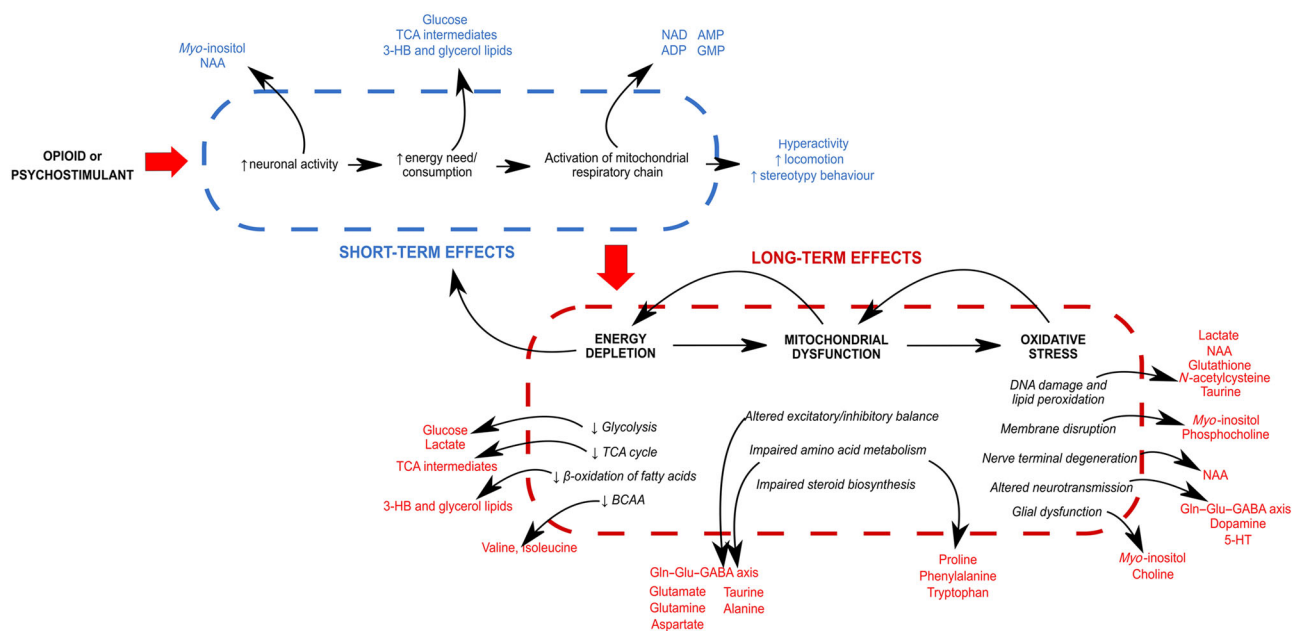 Glucose
TCA intermediates
3-HB and glycerol lipids
NAD AMP
ADP GMP
Myo-inositol
NAA
OPIOID or
PSYCHOSTIMULANT
↑ neuronal activity
↑ energy need/
consumption
Activation of mitochondrial
respiratory chain
Hyperactivity
↑ locomotion
↑ stereotypy behaviour
SHORT-TERM EFFECTS
LONG-TERM EFFECTS
ENERGY
DEPLETION
MITOCHONDRIAL
DYSFUNCTION
OXIDATIVE
STRESS
Lactate
NAA
Glutathione
N-acetylcysteine
Taurine
DNA damage and
lipid peroxidation
Membrane disruption
Myo-inositol
Phosphocholine
Nerve terminal degeneration
NAA
Altered neurotransmission
Gln–Glu–GABA axis
Dopamine
5-HT
Glial dysfunction
Myo-inositol
Choline
↓ Glycolysis
Glucose
Lactate
↓ TCA cycle
TCA intermediates
↓ β-oxidation of fatty acids
3-HB and glycerol lipids
↓ BCAA
Valine, Isoleucine
Altered excitatory/inhibitory balance
Impaired amino acid metabolism
Impaired steroid biosynthesis
Gln–Glu–GABA axis
Glutamate Taurine
Glutamine Alanine
Aspartate
Proline
Phenylalanine
Tryptophan